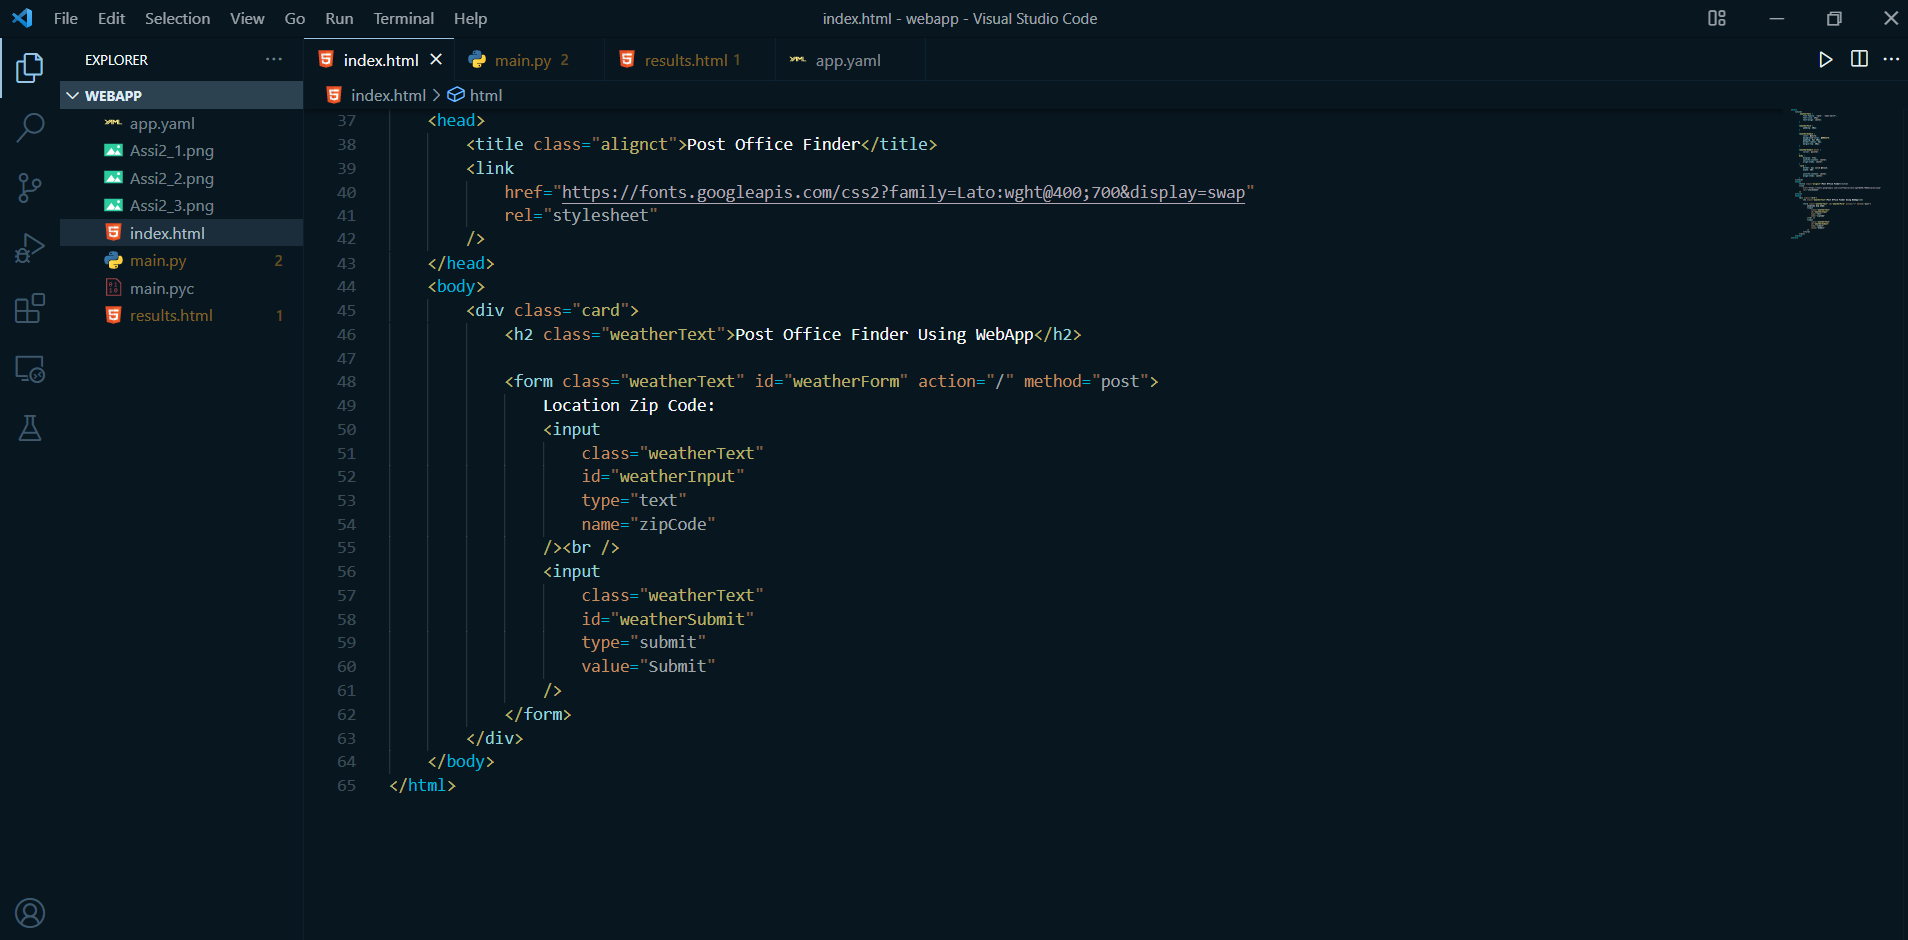 File Edit Selection View Go Run Terminal Help
index.html - webapp - Visual Studio Code
EXPLORER
WEBAPP
app.yaml
Assi2_1.png
Assi2_2.png
Assi2_3.png
index.html
main.py 2
main.pyc
results.html 1
index.html main.py 2 results.html 1 app.yaml
index.html > html
37 <head>
38 <title class="alignct">Post Office Finder</title>
39 <link
40 href="https://fonts.googleapis.com/css2?family=Lato:wght@400;700&display=swap"
41 rel="stylesheet"
42 />
43 </head>
44 <body>
45 <div class="card">
46 <h2 class="weatherText">Post Office Finder Using WebApp</h2>
47
48 <form class="weatherText" id="weatherForm" action="/" method="post">
49 Location Zip Code:
50 <input
51 class="weatherText"
52 id="weatherInput"
53 type="text"
54 name="zipCode"
55 /><br />
56 <input
57 class="weatherText"
58 id="weatherSubmit"
59 type="submit"
60 value="Submit"
61 />
62 </form>
63 </div>
64 </body>
65 </html>